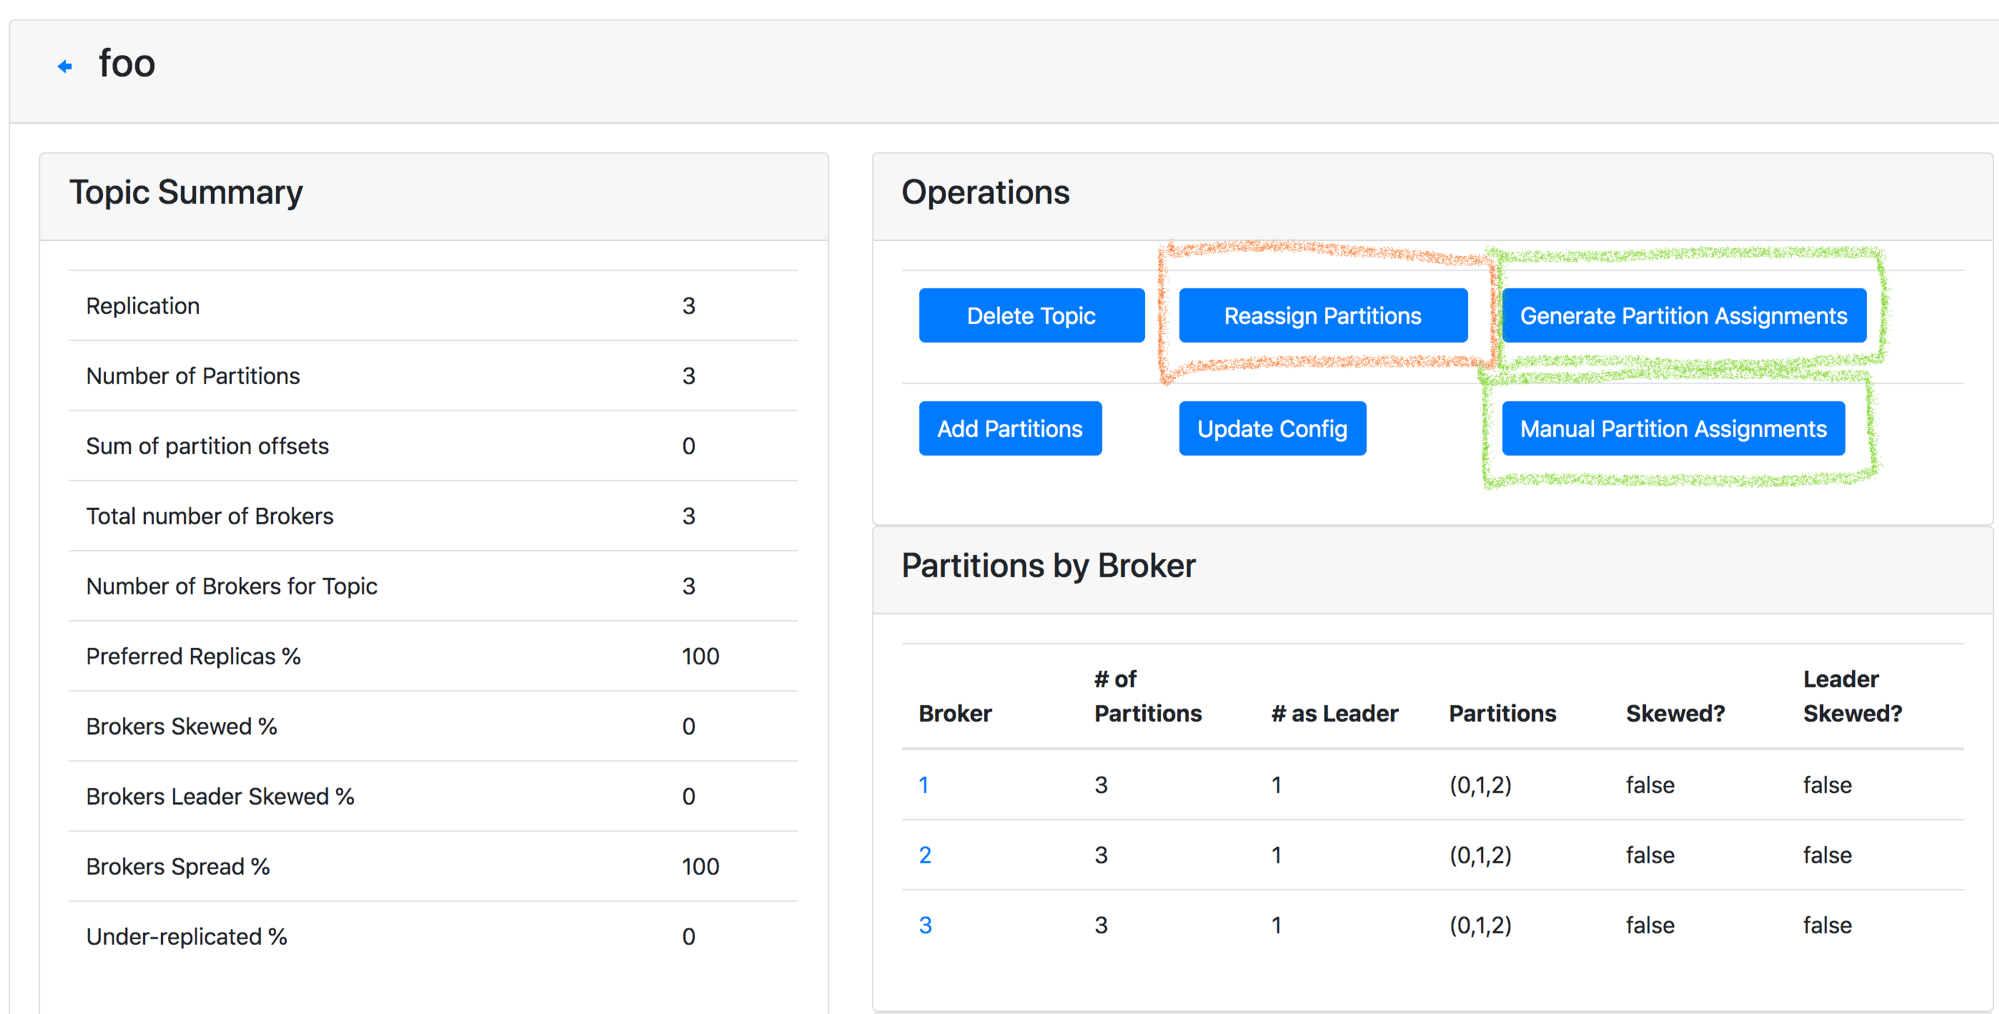 foo
Topic Summary
Replication 3
Number of Partitions 3
Sum of partition offsets 0
Total number of Brokers 3
Number of Brokers for Topic 3
Preferred Replicas % 100
Brokers Skewed % 0
Brokers Leader Skewed % 0
Brokers Spread % 100
Under-replicated % 0
Operations
Delete Topic Reassign Partitions Generate Partition Assignments
Add Partitions Update Config Manual Partition Assignments
Partitions by Broker
Broker # of Partitions # as Leader Partitions Skewed? Leader Skewed?
1 3 1 (0,1,2) false false
2 3 1 (0,1,2) false false
3 3 1 (0,1,2) false false